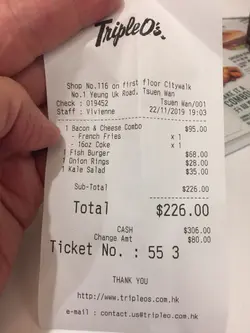 TripleO's
Shop No.116 on first floor Citywalk
No.1 Yeung Uk Road, Tsuen Wan
Check : 019452 Tsuen Wan/001
Staff : Vivienne 22/11/2019 19:03
1 Bacon & Cheese Combo $95.00
- French Fries x 1
- 16oz Coke x 1
1 Fish Burger $68.00
1 Onion Rings $28.00
1 Kale Salad $35.00
Sub-Total $226.00
Total $226.00
CASH $306.00
Change Amt $80.00
Ticket No. : 55 3
THANK YOU
http://www.tripleos.com.hk
e-mail : contact.us@tripleo.com.hk